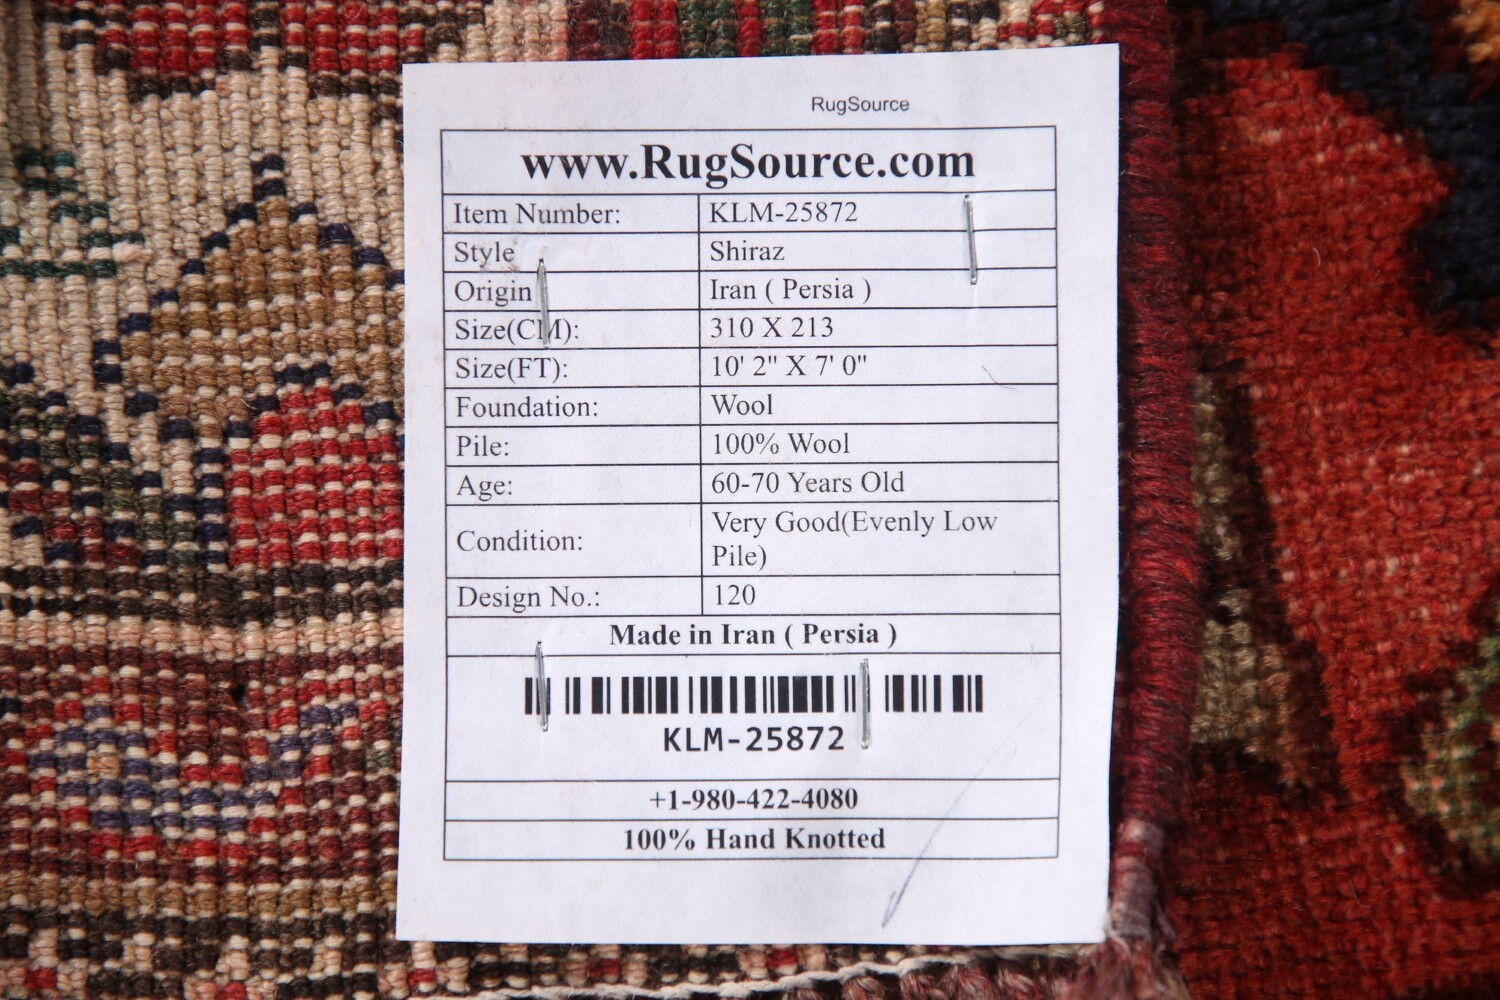 RugSource
www.RugSource.com
Item Number: KLM-25872
Style Shiraz
Origin Iran ( Persia )
Size(CM): 310 X 213
Size(FT): 10' 2" X 7' 0"
Foundation: Wool
Pile: 100% Wool
Age: 60-70 Years Old
Condition: Very Good(Evenly Low
Pile)
Design No.: 120
Made in Iran ( Persia )
KLM-25872
+1-980-422-4080
100% Hand Knotted